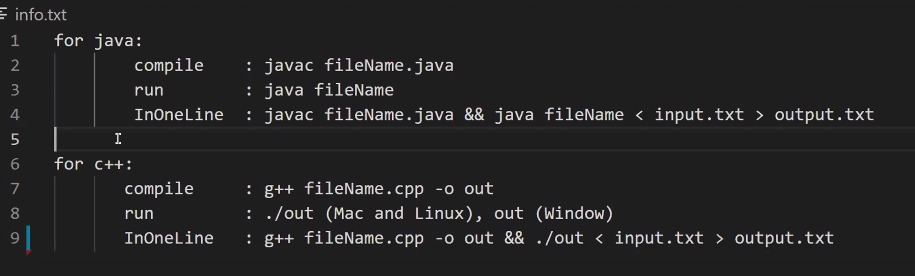 info.txt
1 for java:
2 compile : javac fileName.java
3 run : java fileName
4 InOneLine : javac fileName.java && java fileName < input.txt > output.txt
5
6 for c++:
7 compile : g++ fileName.cpp -o out
8 run : ./out (Mac and Linux), out (Window)
9 InOneLine : g++ fileName.cpp -o out && ./out < input.txt > output.txt